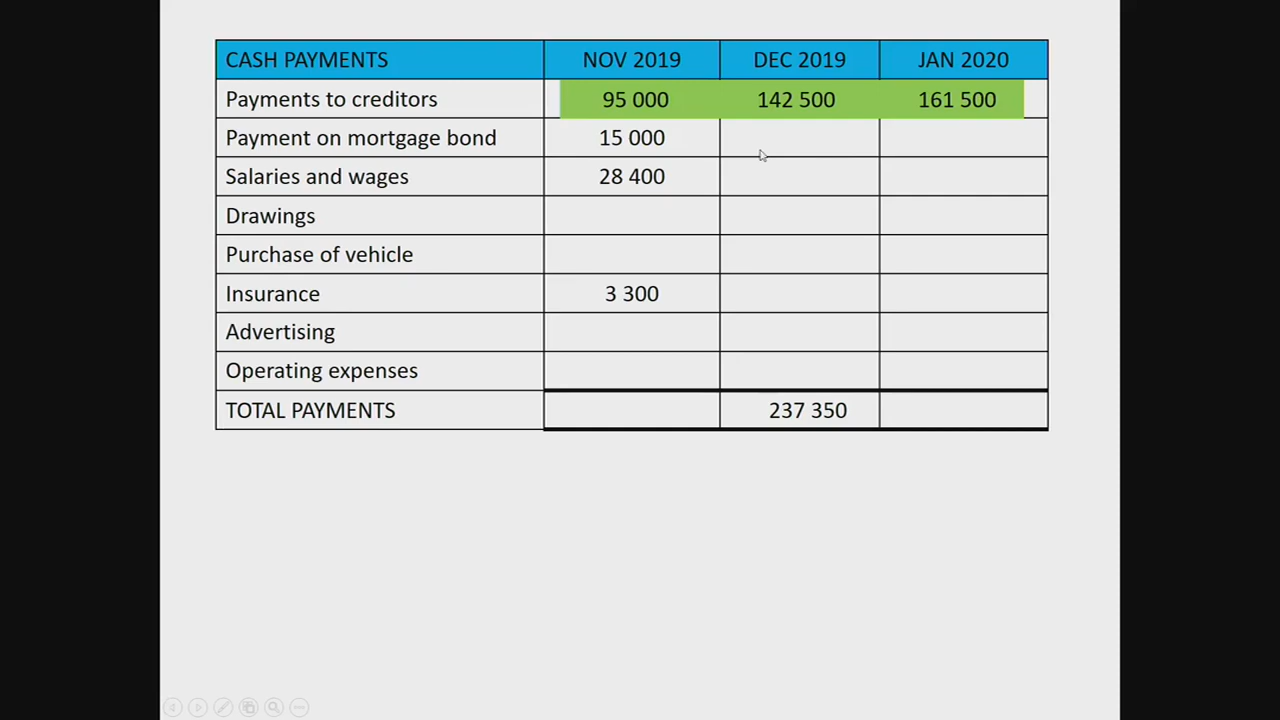 CASH PAYMENTS NOV 2019 DEC 2019 JAN 2020
Payments to creditors 95 000 142 500 161 500
Payment on mortgage bond 15 000
Salaries and wages 28 400
Drawings
Purchase of vehicle
Insurance 3 300
Advertising
Operating expenses
TOTAL PAYMENTS 237 350